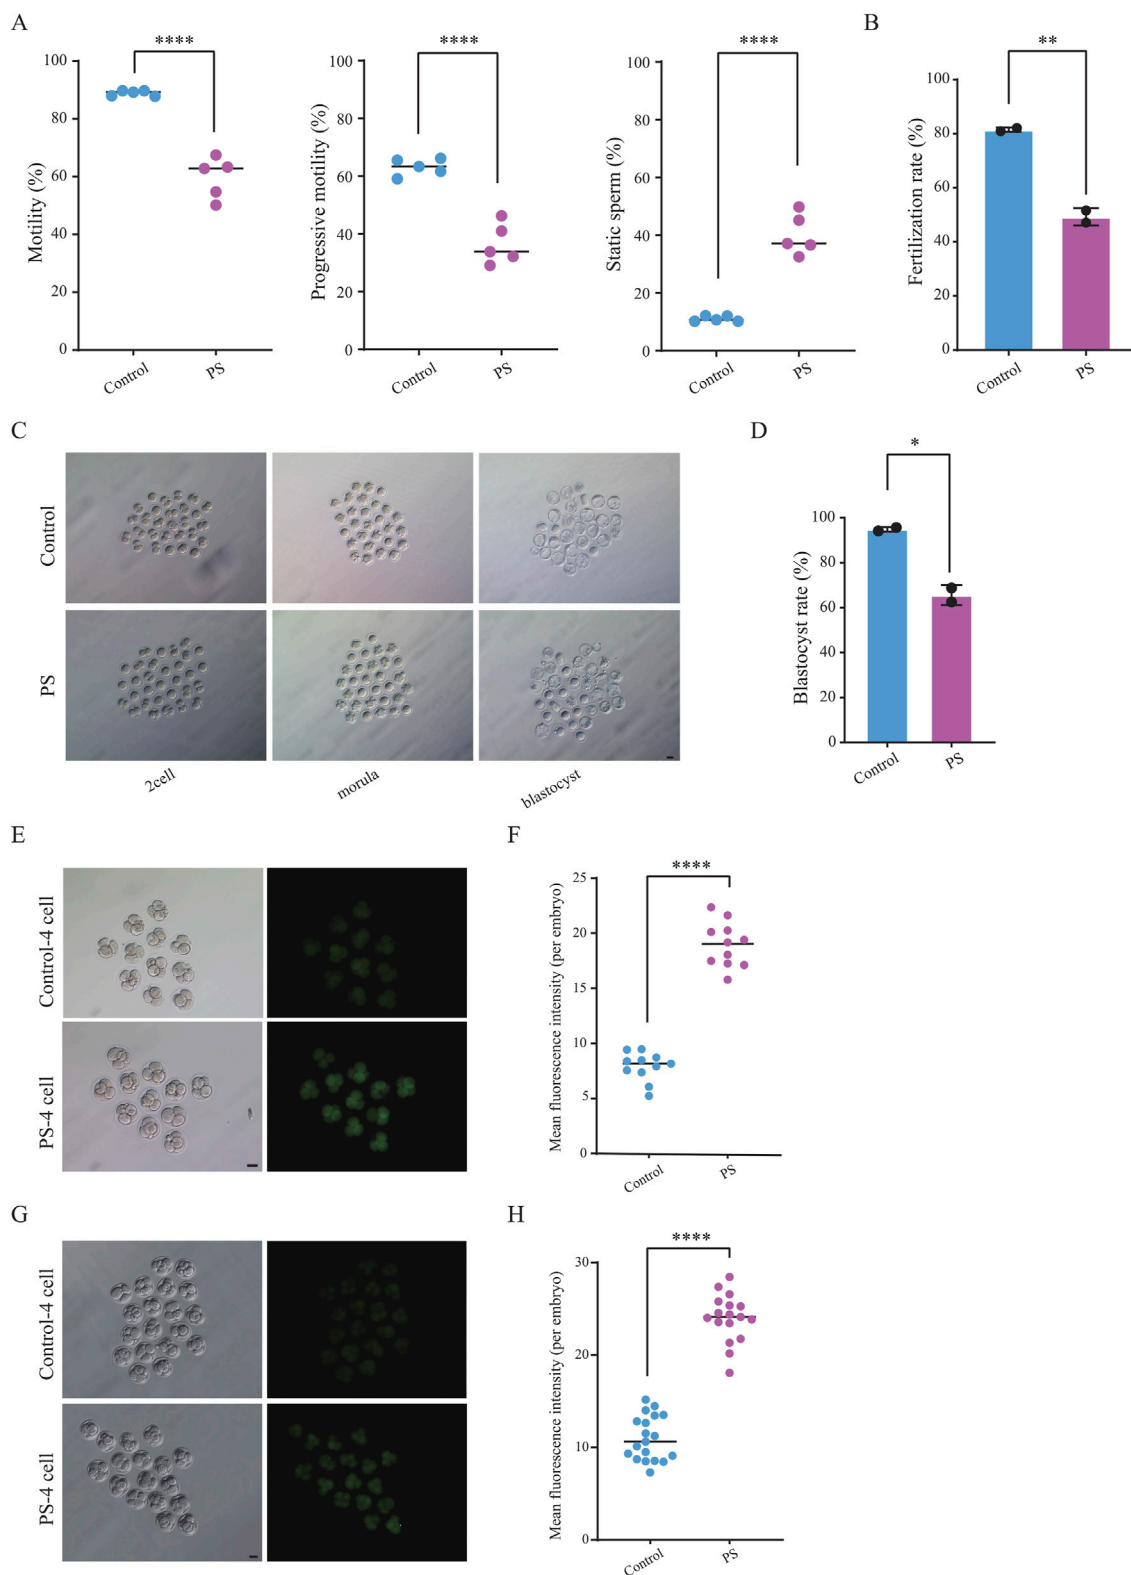 A
B
****
****
****
**
Motility (%)
100
80
60
40
20
0
Control
PS
Progressive motility (%)
100
80
60
40
20
0
Control
PS
Static sperm (%)
100
80
60
40
20
0
Control
PS
Fertilization rate (%)
100
80
60
40
20
0
Control
PS
C
D
Control
PS
2cell
morula
blastocyst
*
Blastocyst rate (%)
100
80
60
40
20
0
Control
PS
E
F
Control-4 cell
PS-4 cell
****
Mean fluorescence intensity (per embryo)
25
20
15
10
5
0
Control
PS
G
H
Control-4 cell
PS-4 cell
****
Mean fluorescence intensity (per embryo)
30
20
10
0
Control
PS